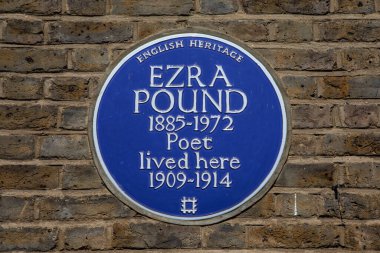 ENGLISH HERITAGE
EZRA
POUND
1885-1972
Poet
lived here
1909-1914